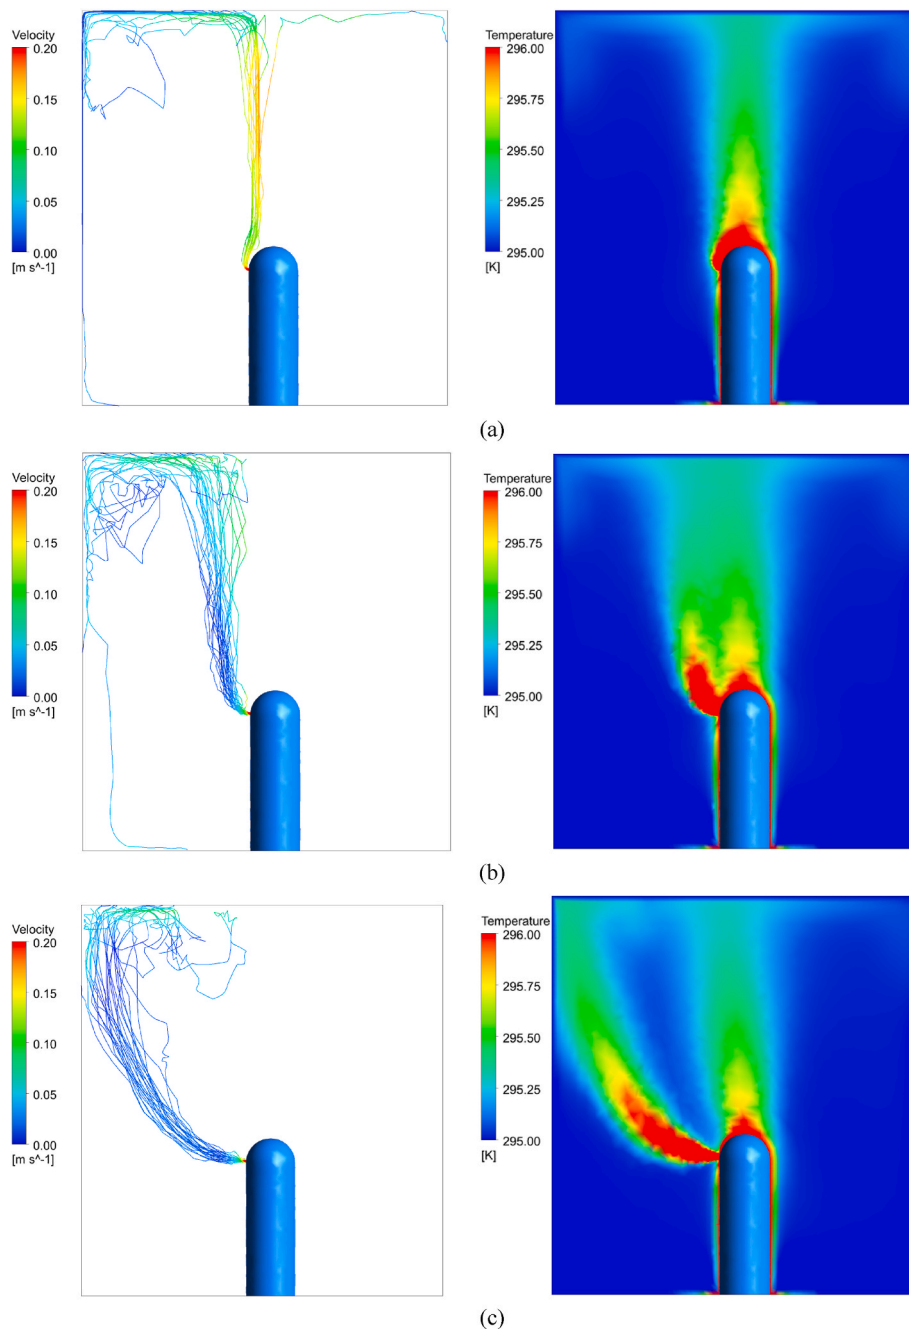 Velocity
0.20
0.15
0.10
0.05
0.00
[m s^-1]
Temperature
296.00
295.75
295.50
295.25
295.00
[K]
(a)
Velocity
0.20
0.15
0.10
0.05
0.00
[m s^-1]
Temperature
296.00
295.75
295.50
295.25
295.00
[K]
(b)
Velocity
0.20
0.15
0.10
0.05
0.00
[m s^-1]
Temperature
296.00
295.75
295.50
295.25
295.00
[K]
(c)